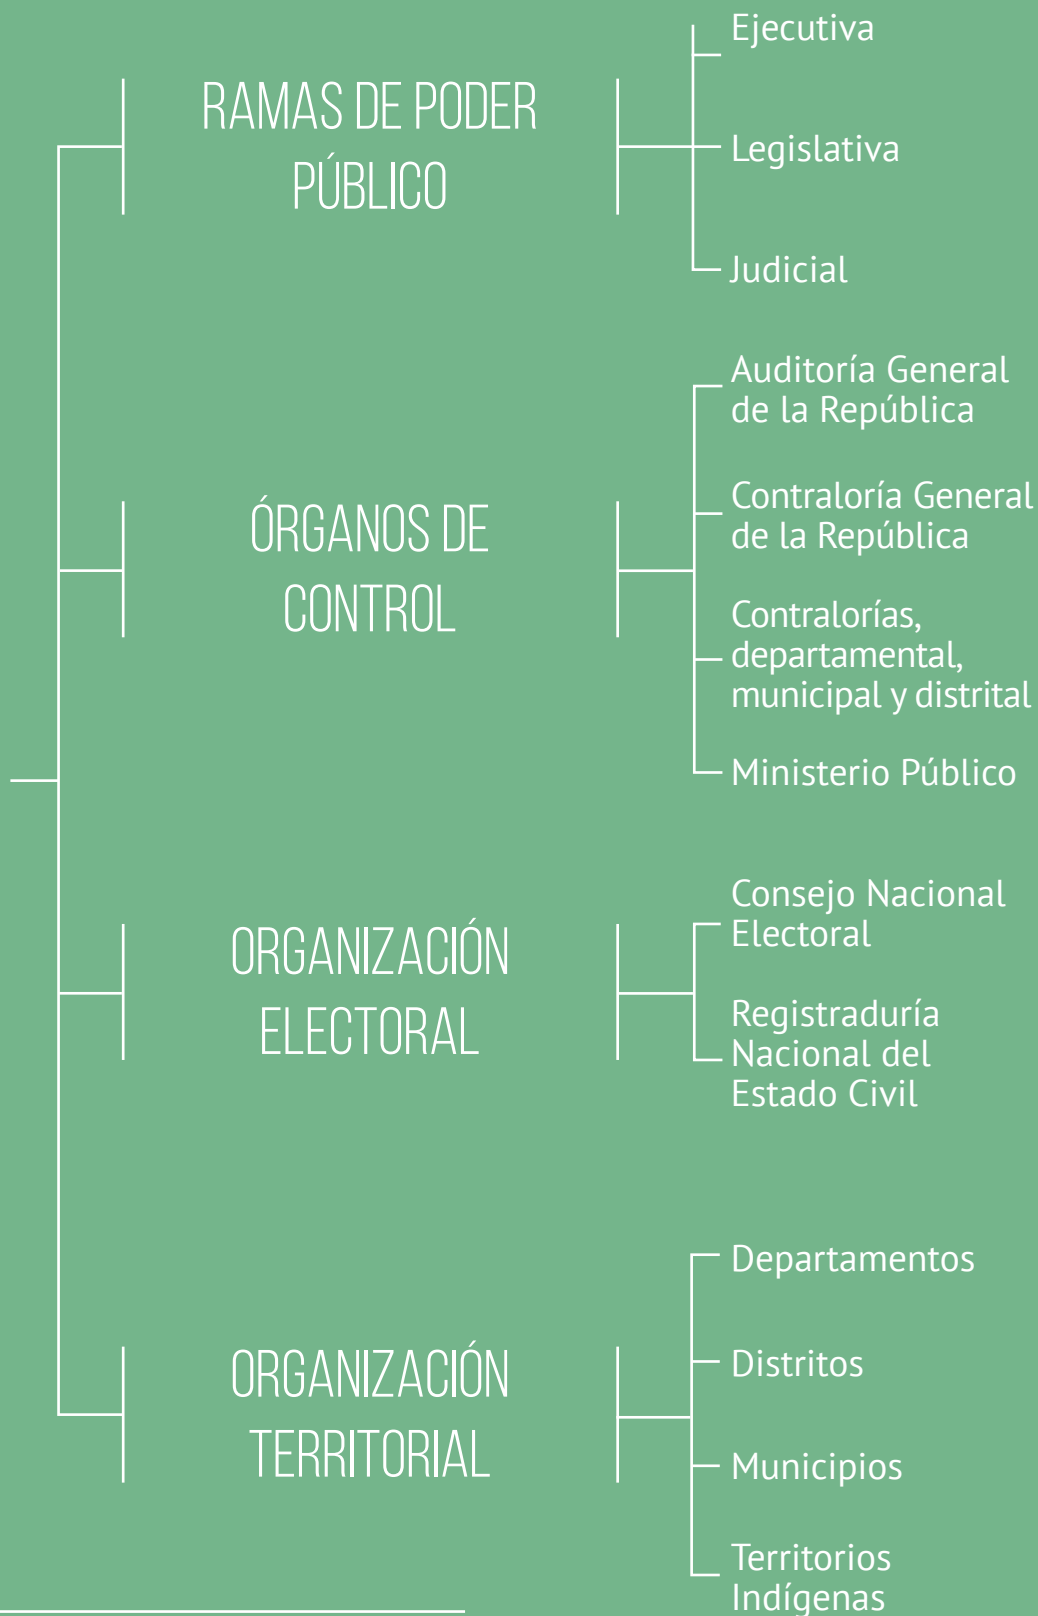 RAMAS DE PODER
PÚBLICO
Ejecutiva
Legislativa
Judicial
ÓRGANOS DE
CONTROL
Auditoría General
de la República
Contraloría General
de la República
Contralorías,
departamental,
municipal y distrital
Ministerio Público
ORGANIZACIÓN
ELECTORAL
Consejo Nacional
Electoral
Registraduría
Nacional del
Estado Civil
ORGANIZACIÓN
TERRITORIAL
Departamentos
Distritos
Municipios
Territorios
Indígenas